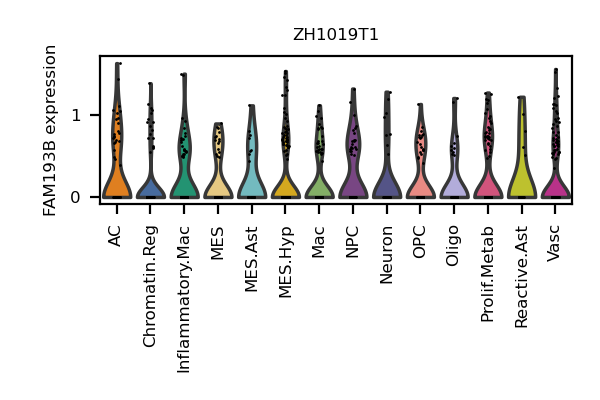 ZH1019T1
FAM193B expression
1
0
AC
Chromatin.Reg
Inflammatory.Mac
MES
MES.Ast
MES.Hyp
Mac
NPC
Neuron
OPC
Oligo
Prolif.Metab
Reactive.Ast
Vasc